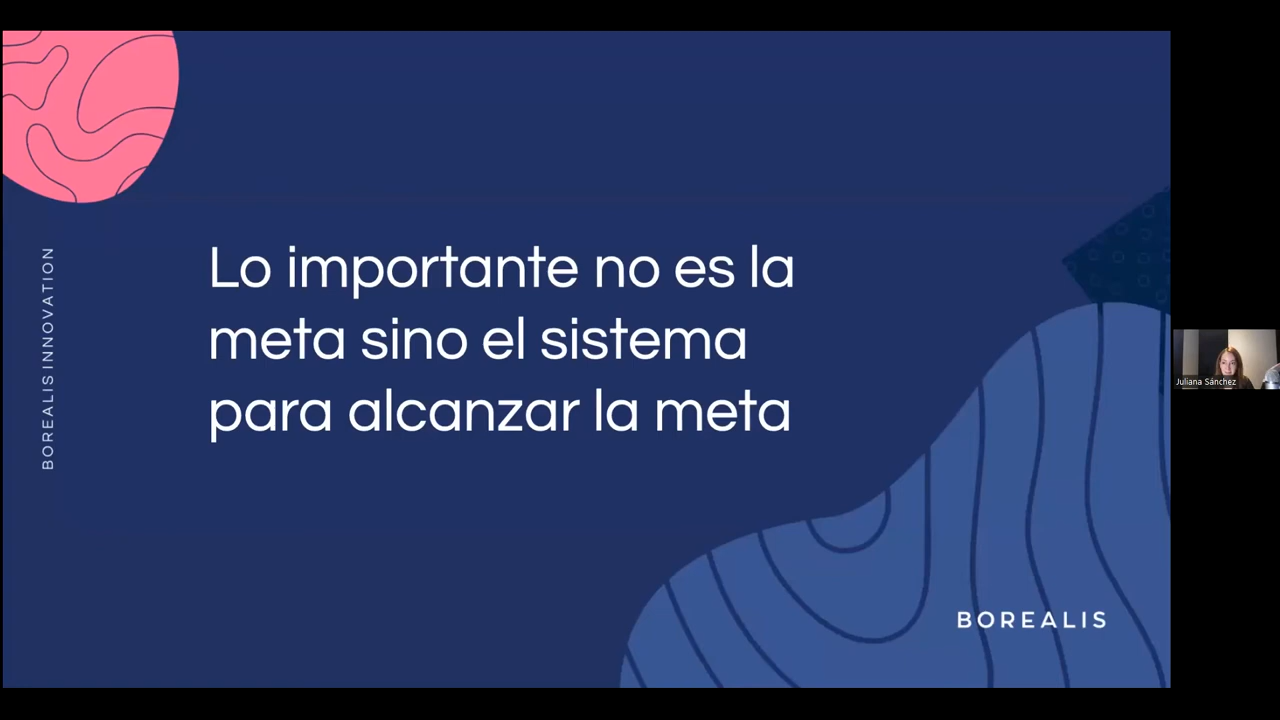 BOREALIS INNOVATION
Lo importante no es la
meta sino el sistema
para alcanzar la meta
Juliana Sánchez
BOREALIS